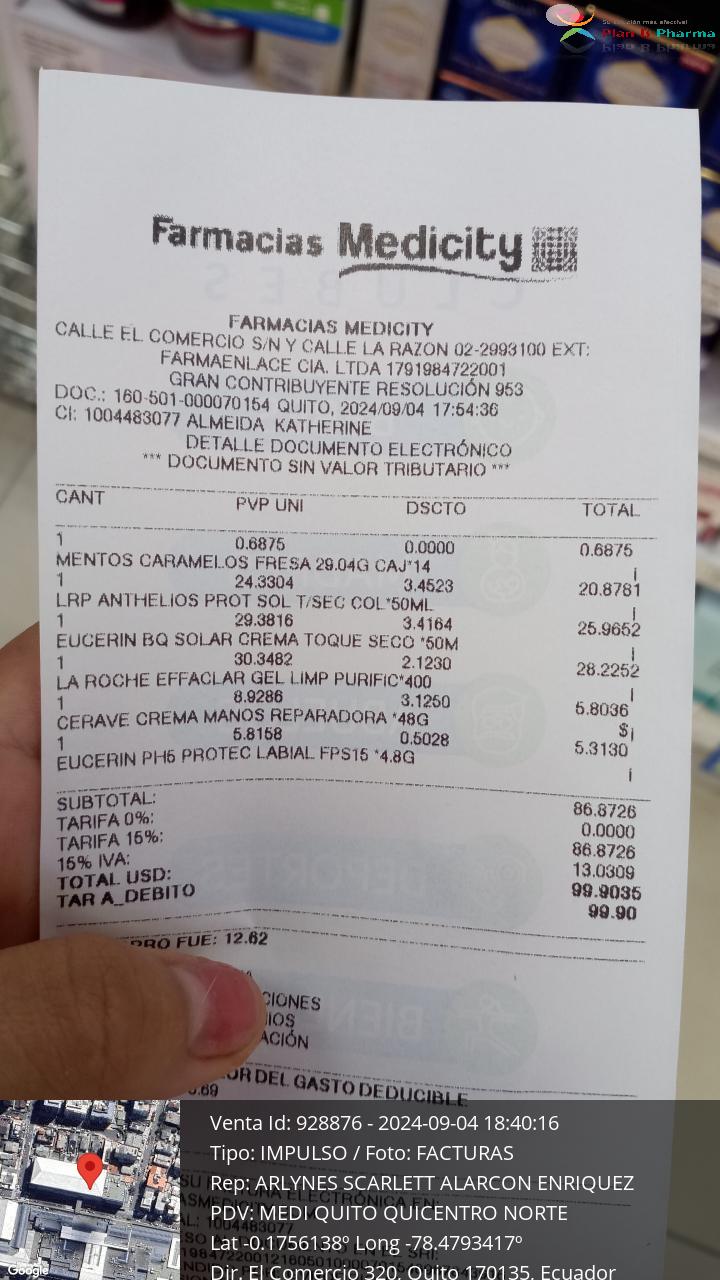 Su solución más efectiva!
Plan B Pharma
Farmacias Medicity
FARMACIAS MEDICITY
CALLE EL COMERCIO S/N Y CALLE LA RAZON 02-2993100 EXT:
FARMAENLACE CIA. LTDA 1791984722001
GRAN CONTRIBUYENTE RESOLUCIÓN 953
DOC.: 160-501-000070154 QUITO, 2024/09/04 17:54:36
CI: 1004483077 ALMEIDA KATHERINE
DETALLE DOCUMENTO ELECTRÓNICO
*** DOCUMENTO SIN VALOR TRIBUTARIO ***
CANT PVP UNI DSCTO TOTAL
1 0.6875 0.0000 0.6875
MENTOS CARAMELOS FRESA 29.04G CAJ*14 i
1 24.3304 3.4523 20.8781
LRP ANTHELIOS PROT SOL T/SEC COL*50ML i
1 29.3816 3.4164 25.9652
EUCERIN BQ SOLAR CREMA TOQUE SECO *50M i
1 30.3482 2.1230 28.2252
LA ROCHE EFFACLAR GEL LIMP PURIFIC*400 i
1 8.9286 3.1250 5.8036
CERAVE CREMA MANOS REPARADORA *48G $i
1 5.8158 0.5028 5.3130
EUCERIN PH5 PROTEC LABIAL FPS15 *4.8G i
SUBTOTAL: 86.8726
TARIFA 0%: 0.0000
TARIFA 15%: 86.8726
15% IVA: 13.0309
TOTAL USD: 99.9035
TAR A_DEBITO 99.90
RRO FUE: 12.62
CIONES
IOS
ACIÓN
OR DEL GASTO DEDUCIBLE
.69
Venta Id: 928876 - 2024-09-04 18:40:16
Tipo: IMPULSO / Foto: FACTURAS
Rep: ARLYNES SCARLETT ALARCON ENRIQUEZ
PDV: MEDI QUITO QUICENTRO NORTE
Lat -0.1756138º Long -78.4793417º
Dir. El Comercio 320, Quito 170135, Ecuador
Google